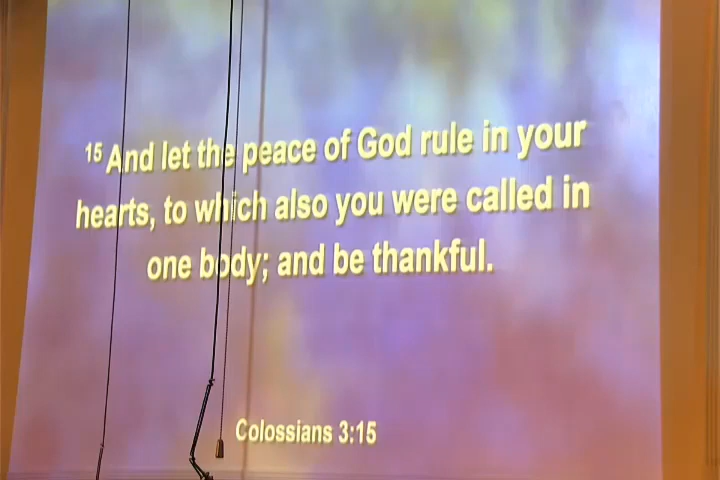 15 And let the peace of God rule in your
hearts, to which also you were called in
one body; and be thankful.
Colossians 3:15